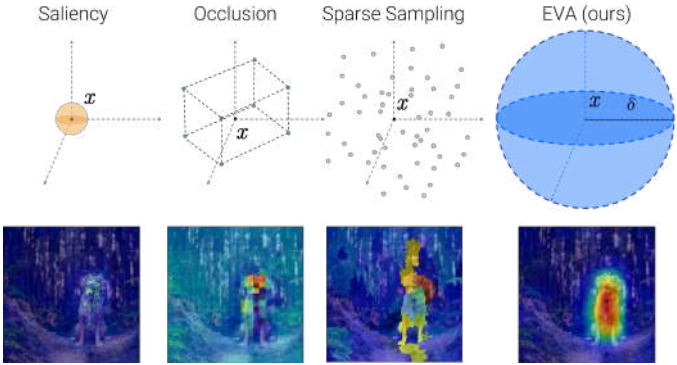 Saliency Occlusion Sparse Sampling EVA (ours)
x x x x δ